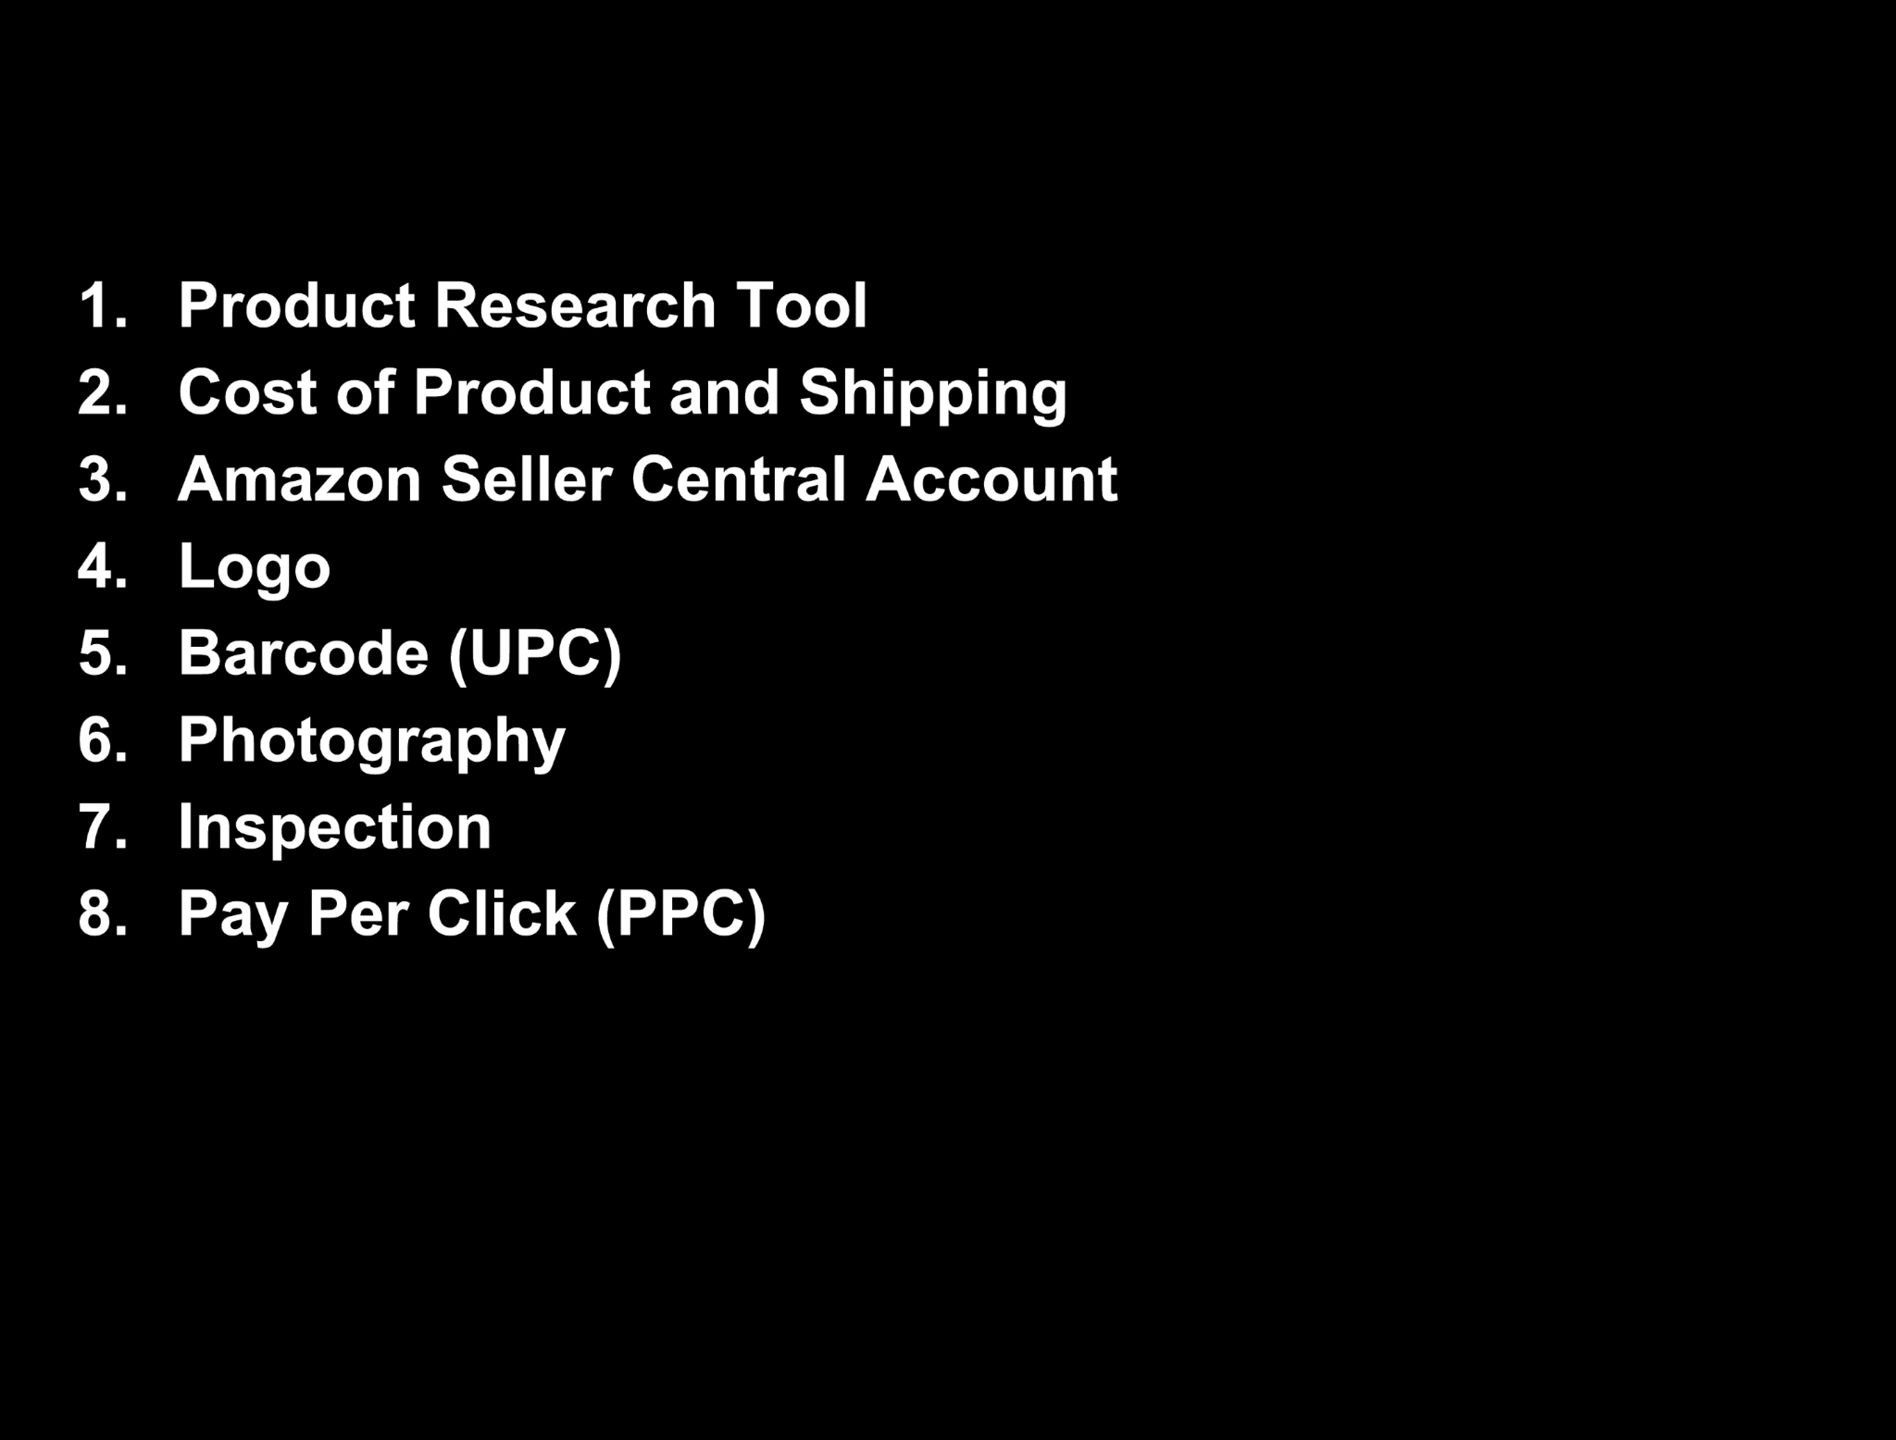 1. Product Research Tool
2. Cost of Product and Shipping
3. Amazon Seller Central Account
4. Logo
5. Barcode (UPC)
6. Photography
7. Inspection
8. Pay Per Click (PPC)